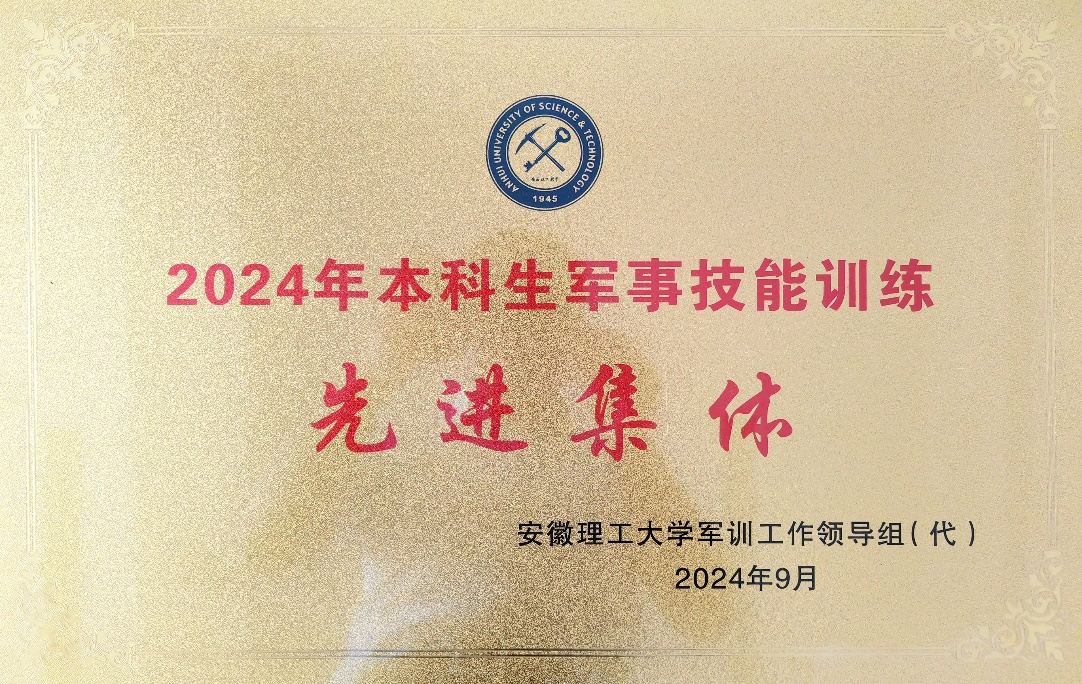 ANHUI UNIVERSITY OF SCIENCE & TECHNOLOGY
1945
2024年本科生军事技能训练
先进集体
安徽理工大学军训工作领导组(代)
2024年9月